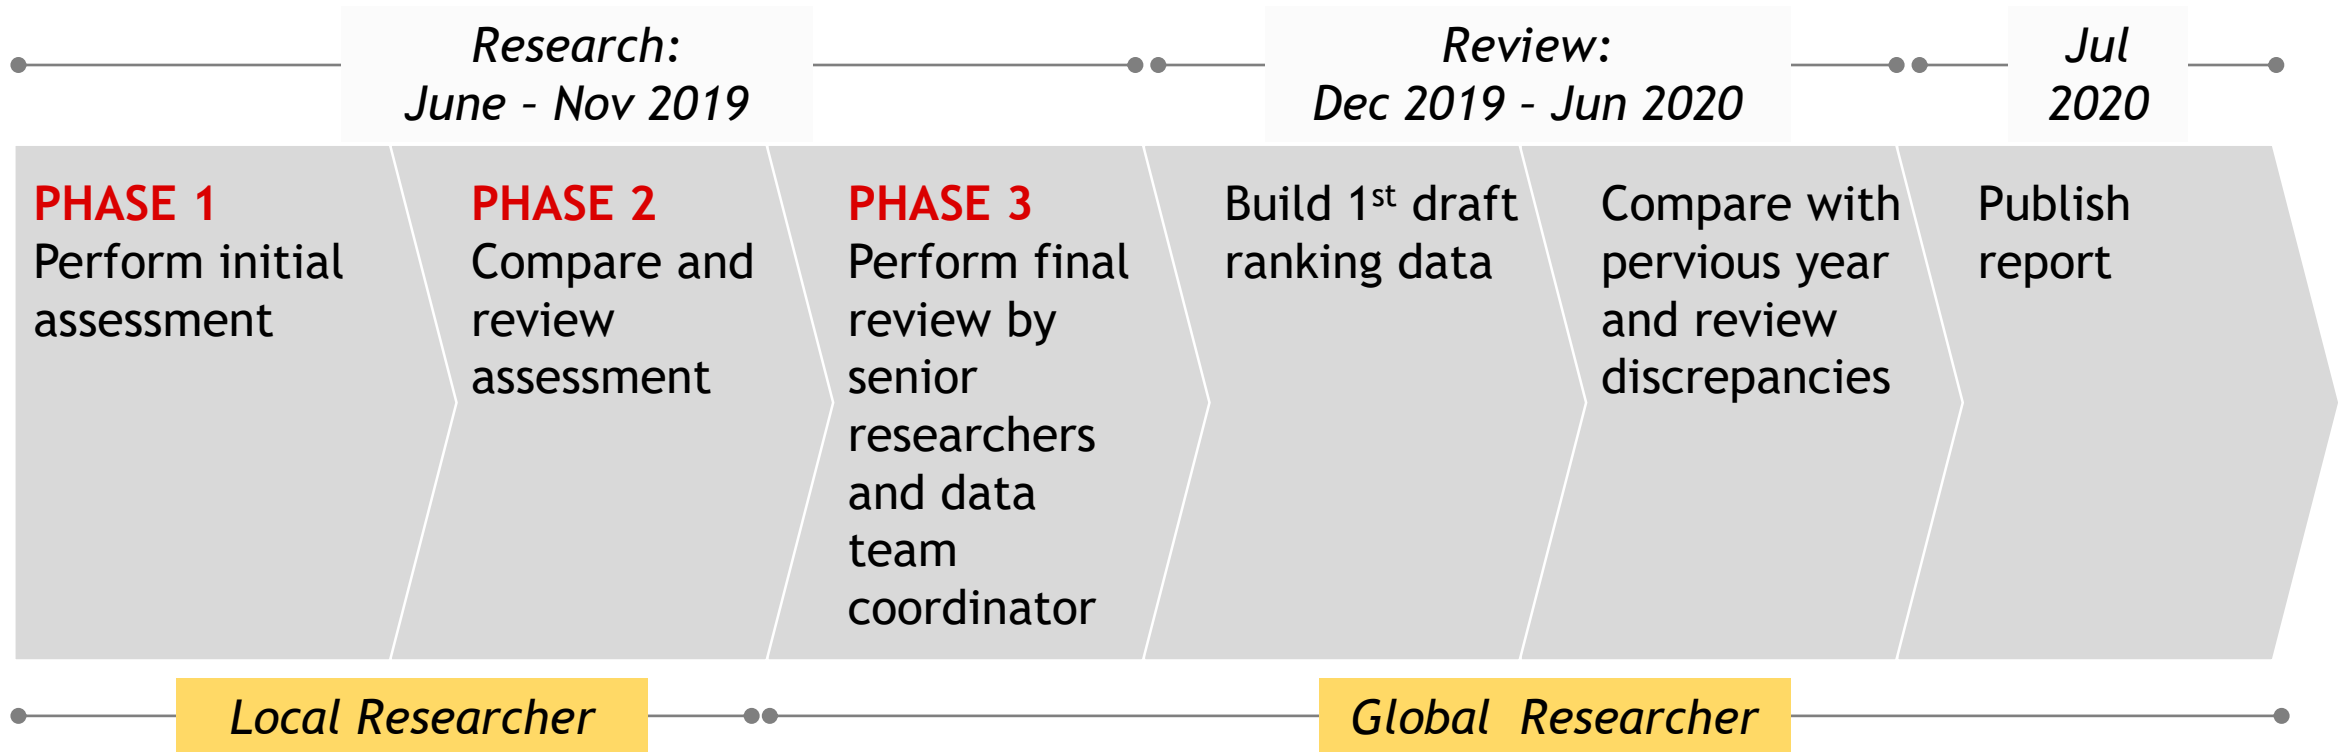 Research:
June – Nov 2019
Review:
Dec 2019 – Jun 2020
Jul
2020
PHASE 1
Perform initial
assessment
PHASE 2
Compare and
review
assessment
PHASE 3
Perform final
review by
senior
researchers
and data
team
coordinator
Build 1st draft
ranking data
Compare with
pervious year
and review
discrepancies
Publish
report
Local Researcher
Global  Researcher